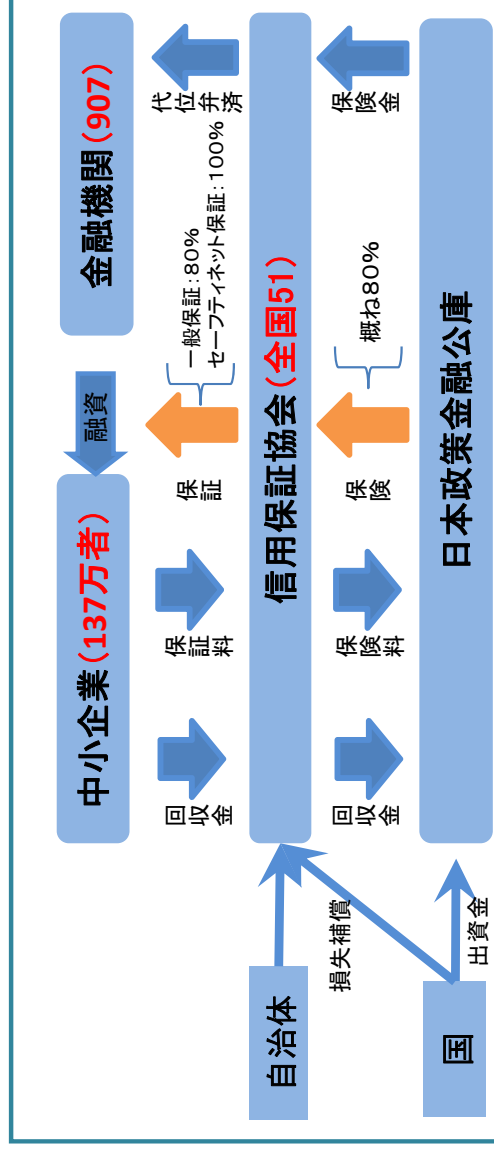 中小企業(137万者)
融資
金融機関(907)
回収金
保証料
保証
一般保証:80%
セーフティネット保証:100%
代位弁済
自治体
信用保証協会(全国51)
損失補償
回収金
保険料
保険
概ね80%
保険金
国
出資金
日本政策金融公庫